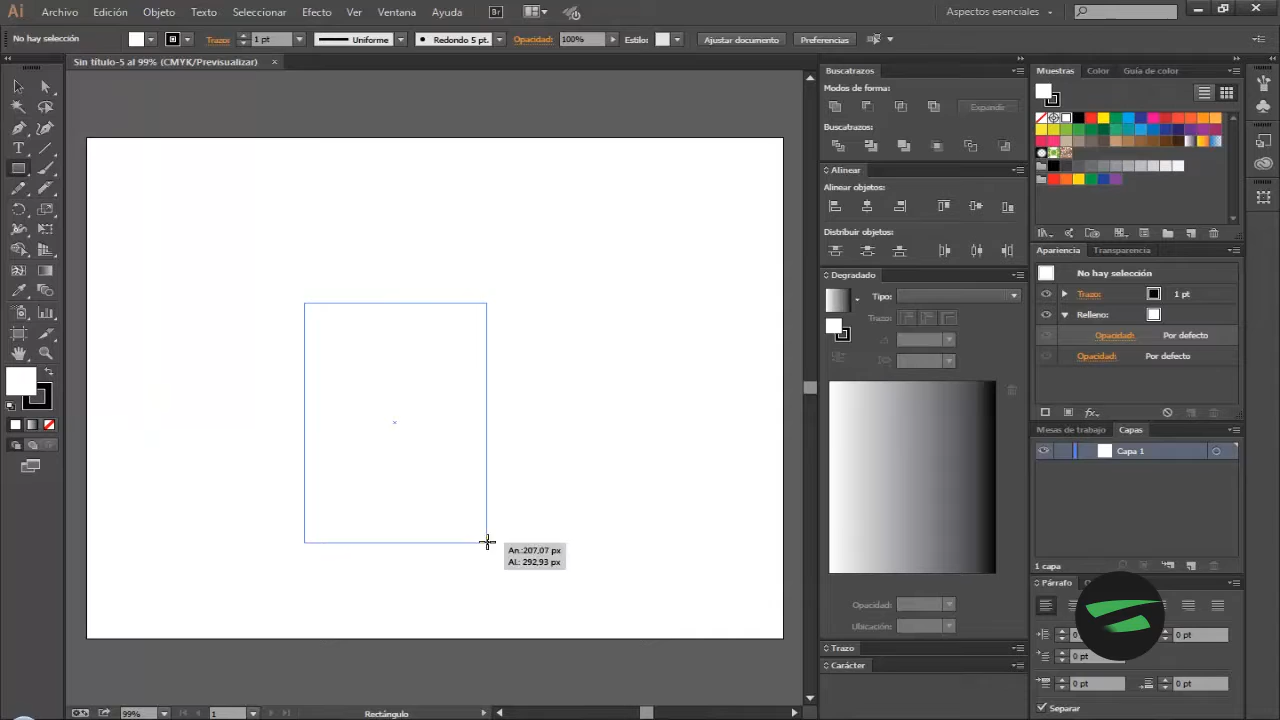 Ai Archivo Edición Objeto Texto Seleccionar Efecto Ver Ventana Ayuda Br Aspectos esenciales
No hay selección Trazo: 1 pt Uniforme Redondo 5 pt. Opacidad: 100% Estilo: Ajustar documento Preferencias
Sin título-5 al 99% (CMYK/Previsualizar)
Buscatrazos
Modos de forma:
Expandir
Buscatrazos:
Alinear
Alinear objetos:
Distribuir objetos:
Degradado
Tipo:
Trazo:
Opacidad:
Ubicación:
Trazo
Carácter
Muestras Color Guía de color
Apariencia Transparencia
No hay selección
Trazo: 1 pt
Relleno:
Opacidad: Por defecto
Opacidad: Por defecto
Mesas de trabajo Capas
Capa 1
1 capa
Párrafo
0 pt
0 pt
0 pt 0 pt
Separar
An.:207,07 px
Al.: 292,93 px
99% 1 Rectángulo